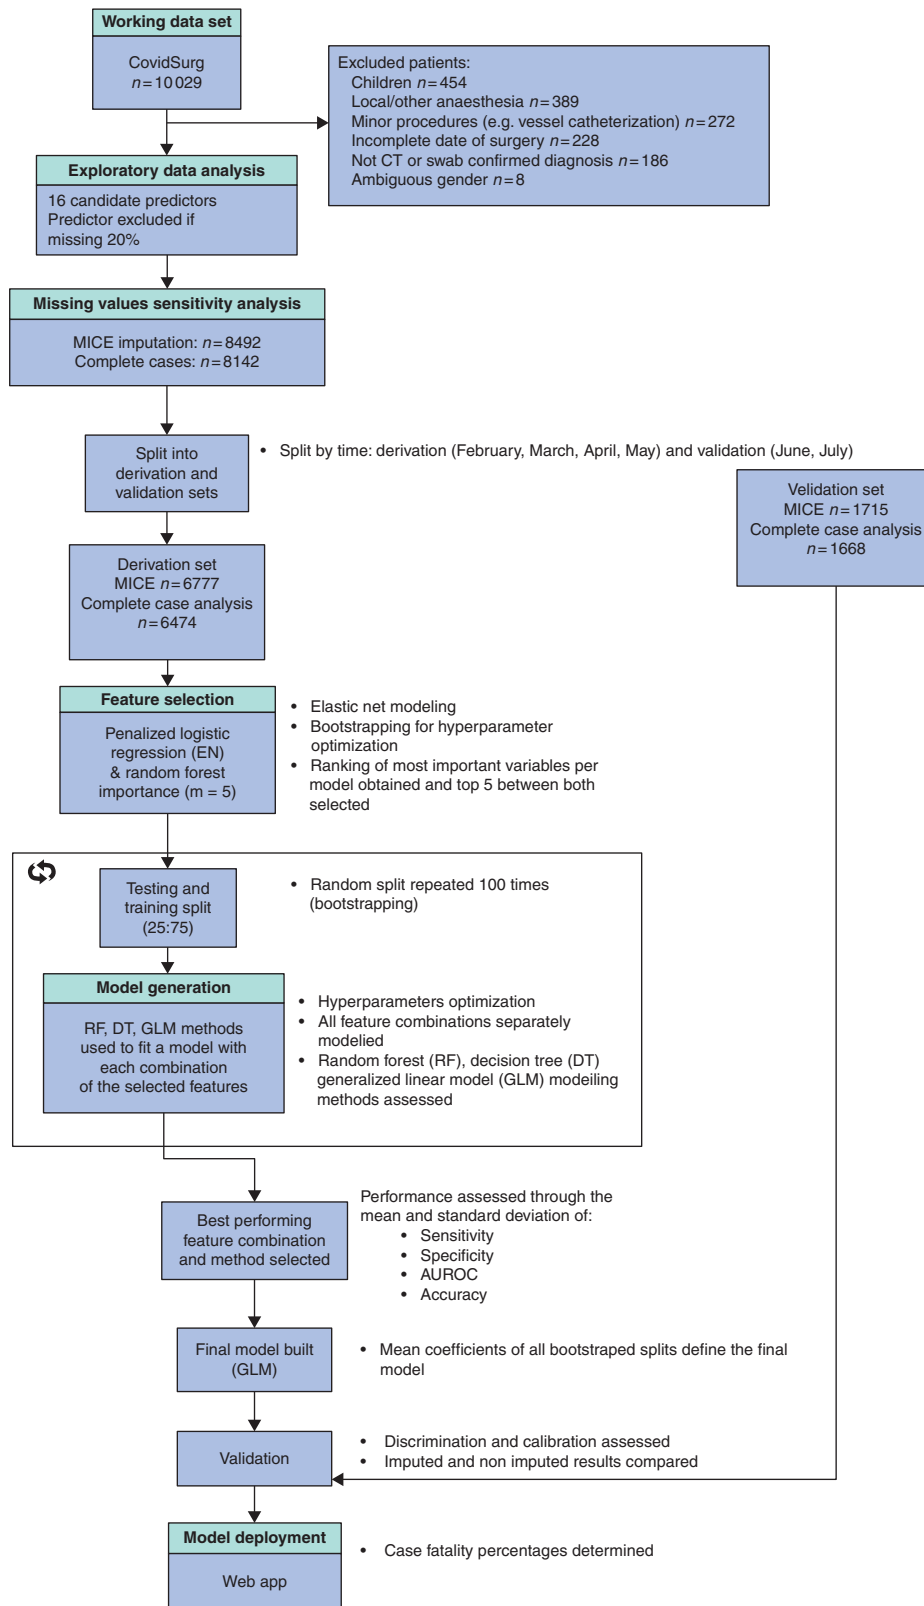 Working data set
CovidSurg
n = 10 029
Excluded patients:
Children n = 454
Local/other anaesthesia n = 389
Minor procedures (e.g. vessel catheterization) n = 272
Incomplete date of surgery n = 228
Not CT or swab confirmed diagnosis n = 186
Ambiguous gender n = 8
Exploratory data analysis
16 candidate predictors
Predictor excluded if
missing 20%
Missing values sensitivity analysis
MICE imputation: n = 8492
Complete cases: n = 8142
Split into
derivation and
validation sets
• Split by time: derivation (February, March, April, May) and validation (June, July)
Velidation set
MICE n = 1715
Complete case analysis
n = 1668
Derivation set
MICE n = 6777
Complete case analysis
n = 6474
Feature selection
Penalized logistic
regression (EN)
& random forest
importance (m = 5)
• Elastic net modeling
• Bootstrapping for hyperparameter
optimization
• Ranking of most important variables per
model obtained and top 5 between both
selected
Testing and
training split
(25:75)
• Random split repeated 100 times
(bootstrapping)
Model generation
RF, DT, GLM methods
used to fit a model with
each combination
of the selected features
• Hyperparameters optimization
• All feature combinations separately
modelied
• Random forest (RF), decision tree (DT)
generalized linear model (GLM) modeiling
methods assessed
Best performing
feature combination
and method selected
Performance assessed through the
mean and standard deviation of:
• Sensitivity
• Specificity
• AUROC
• Accuracy
Final model built
(GLM)
• Mean coefficients of all bootstraped splits define the final
model
Validation
• Discrimination and calibration assessed
• Imputed and non imputed results compared
Model deployment
Web app
• Case fatality percentages determined